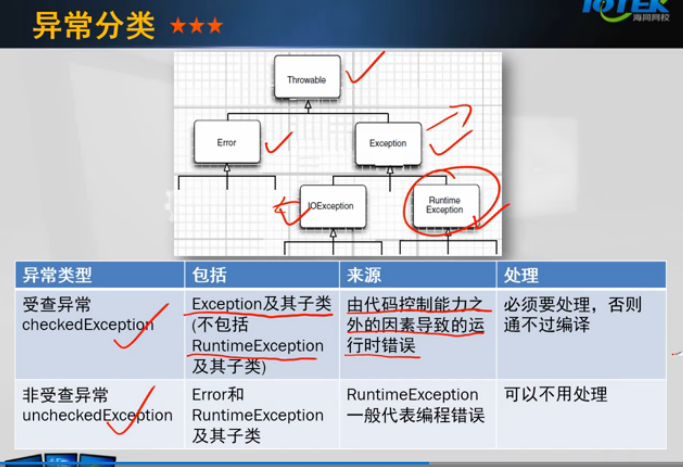 异常分类 ★★★
IOTEK
海同网校
Throwable
Error
Exception
IOException
Runtime
Exception
异常类型
包括
来源
处理
受查异常
checkedException
Exception及其子类
(不包括
RuntimeException
及其子类)
由代码控制能力之
外的因素导致的运
行时错误
必须要处理，否则
通不过编译
非受查异常
uncheckedException
Error和
RuntimeException
及其子类
RuntimeException
一般代表编程错误
可以不用处理